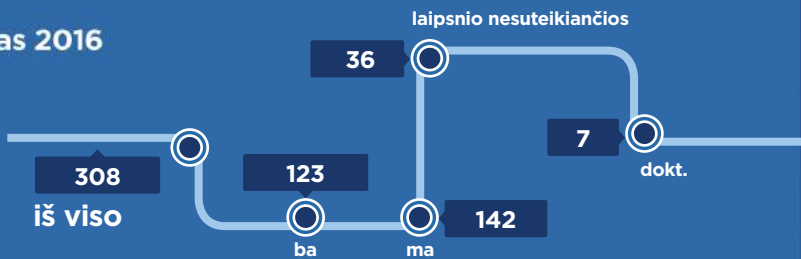 as 2016
308
iš viso
123
ba
ma
142
36
laipsnio nesuteikiančios
7
dokt.